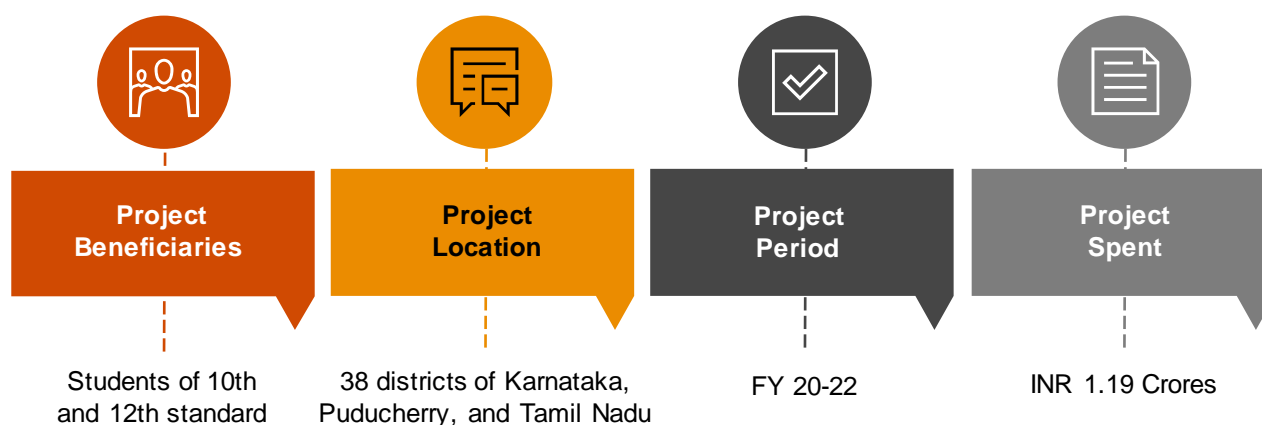 Project
Beneficiaries
Project
Location
Project
Period
Project
Spent
Students of 10th
and 12th standard
38 districts of Karnataka,
Puducherry, and Tamil Nadu
FY 20-22
INR 1.19 Crores